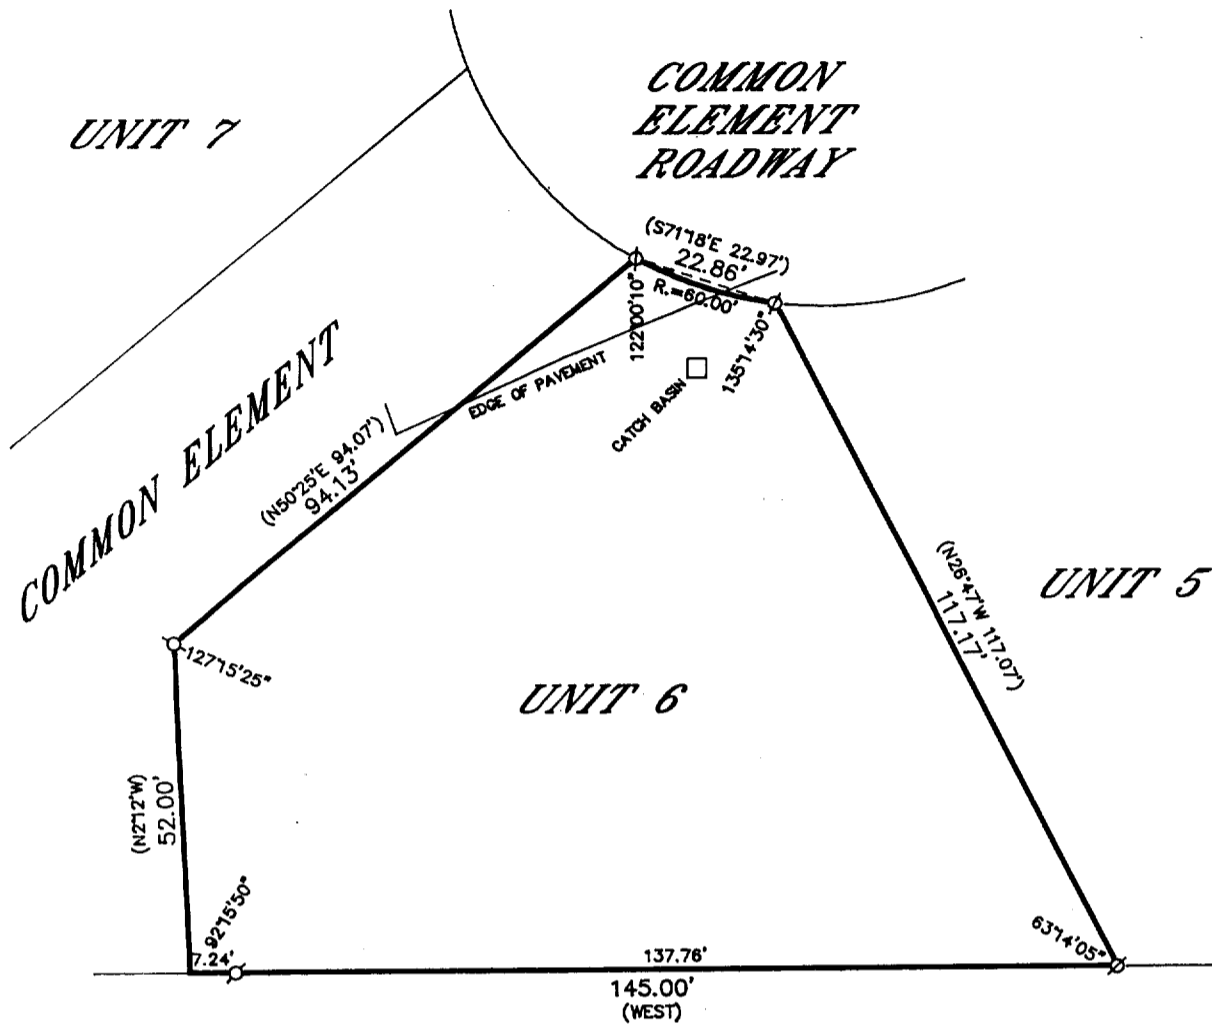 UNIT 7
COMMON
ELEMENT
ROADWAY
(S71°18'E 22.97')
22.86'
R.=60.00'
122°00'10"
135°14'30"
EDGE OF PAVEMENT
CATCH BASIN
COMMON ELEMENT
(N50°25'E 94.07')
94.13'
(N26°47'W 117.07')
117.17'
UNIT 5
127°15'25"
UNIT 6
(N2°12'W)
52.00'
92°15'50"
7.24'
137.76'
63°14'05"
145.00'
(WEST)